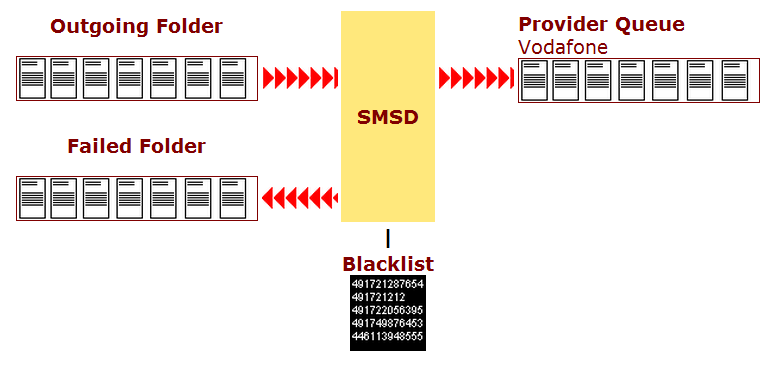 Outgoing Folder
Provider Queue
Vodafone
SMSD
Failed Folder
Blacklist
491721287654
491721212
491722056395
491749876453
446113948555